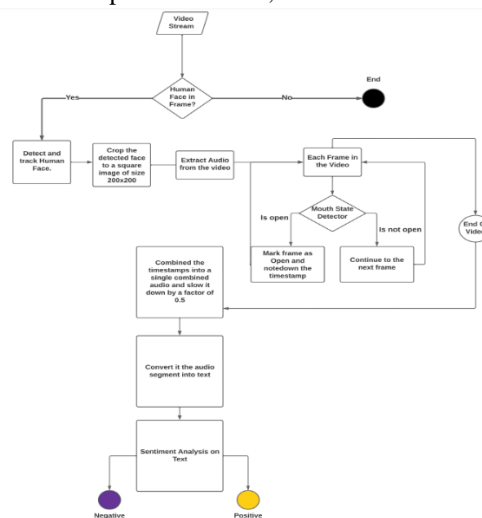 Video
Stream
Human
Face in
Frame?
Yes
No
End
Detect and
track Human
Face.
Crop the
detected face
to a square
image of size
200x200
Extract Audio
from the video
Each Frame in
the Video
Mouth State
Detector
Is open
Is not open
Mark frame as
Open and
notedown the
timestamp
Continue to
the next frame
End O
Video
Combined the
timestamps into a
single combined
audio and slow it
down by a factor of
0.5
Convert it the audio
segment into text
Sentiment Analysis on
Text
Negative
Positive